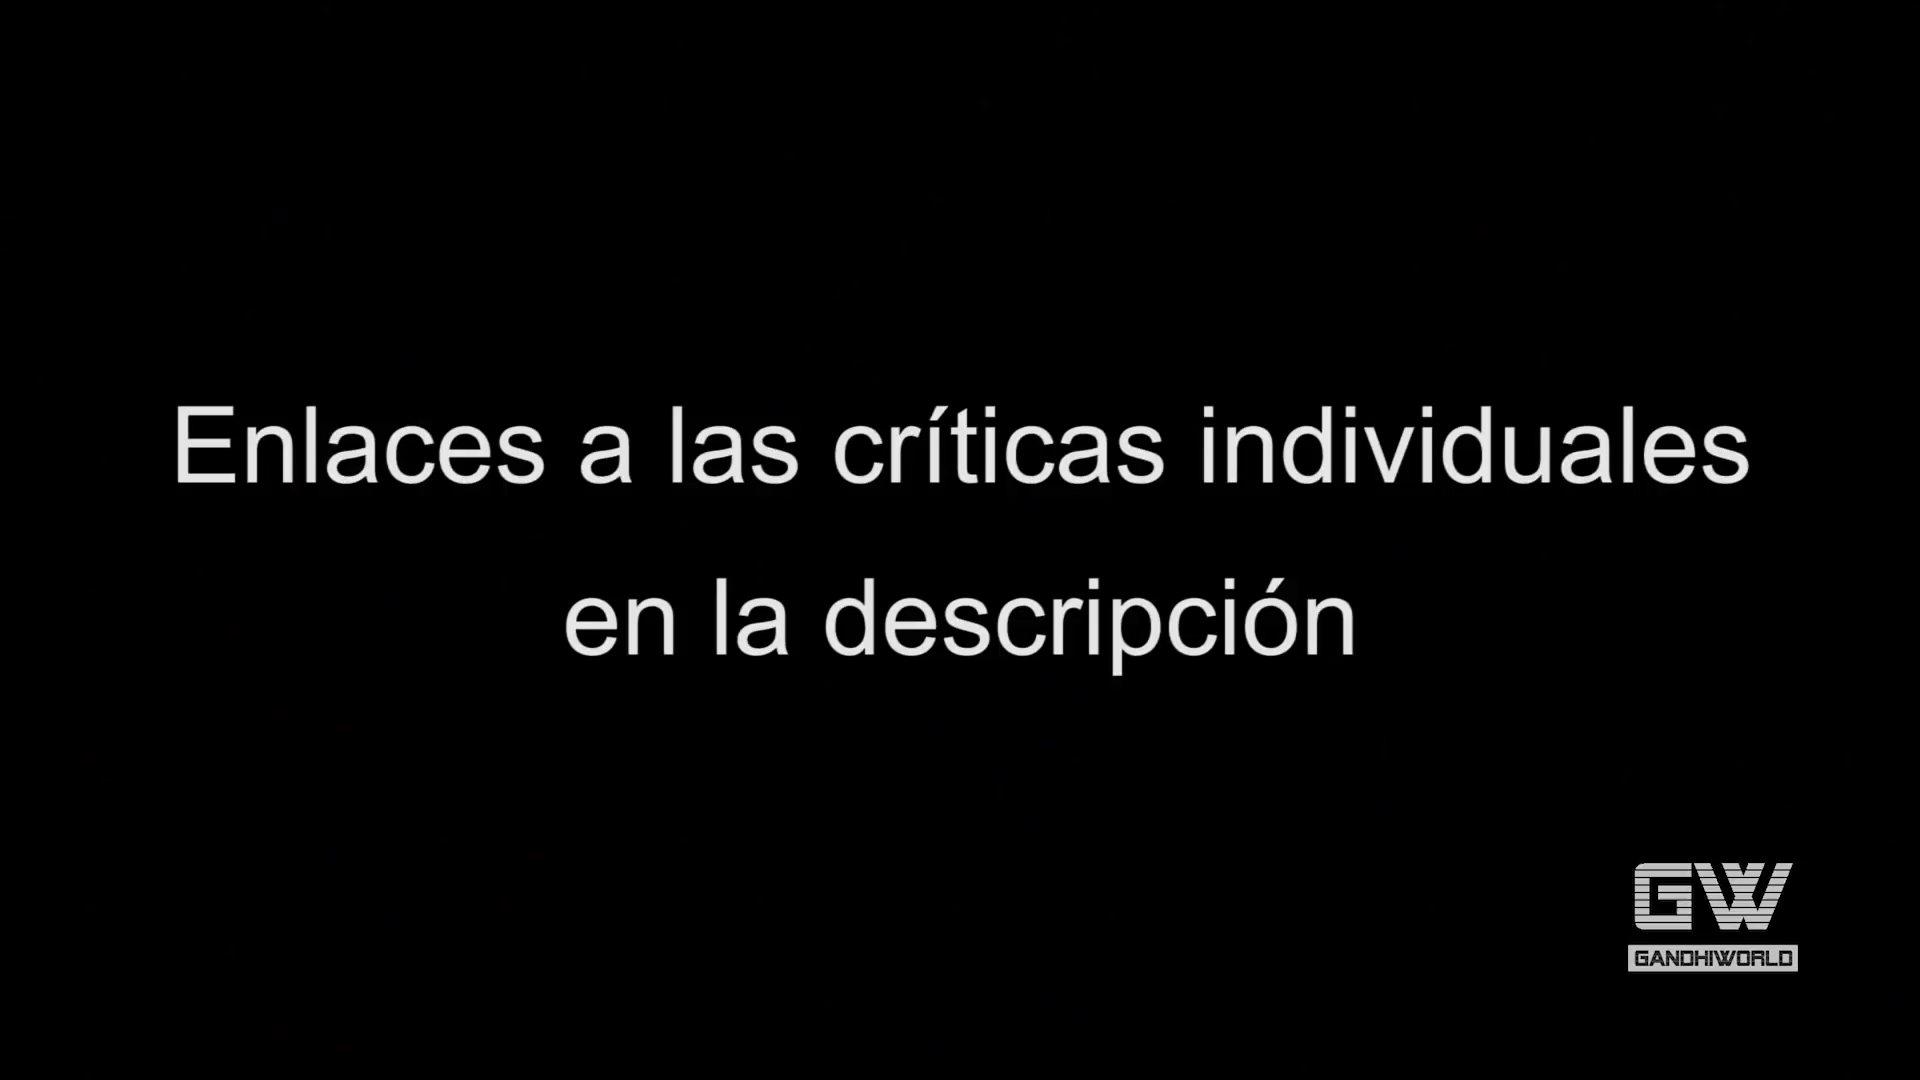 Enlaces a las críticas individuales
en la descripción
GW
GANDHIWORLD